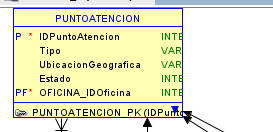 PUNTOATENCION
P * IDPuntoAtencion INTE
Tipo VAR
UbicacionGeografica VAR
Estado INTE
PF* OFICINA_IDOficina INTE
PUNTOATENCION_PK (IDPunto